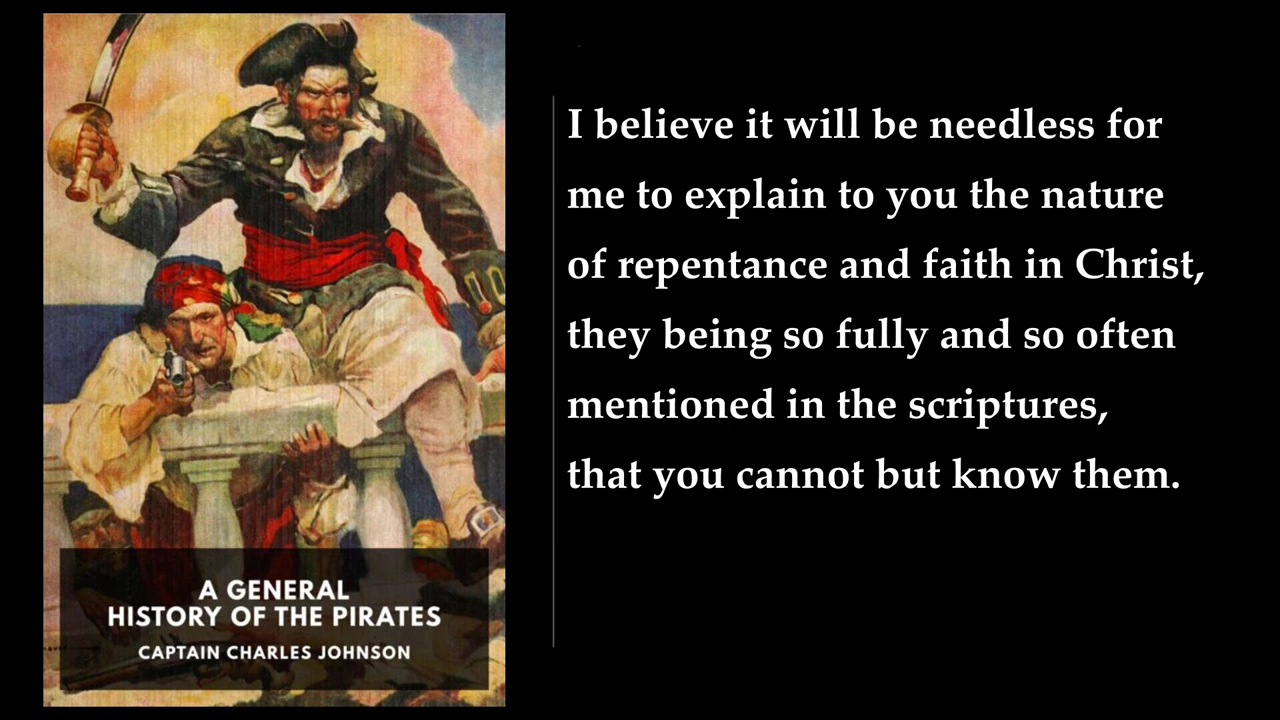 A GENERAL
HISTORY OF THE PIRATES
CAPTAIN CHARLES JOHNSON
I believe it will be needless for
me to explain to you the nature
of repentance and faith in Christ,
they being so fully and so often
mentioned in the scriptures,
that you cannot but know them.